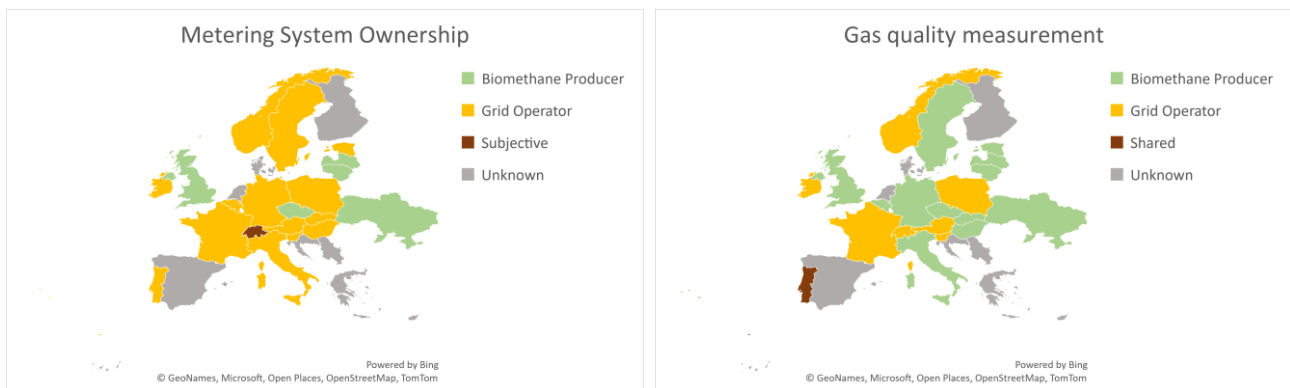 Metering System Ownership
Biomethane Producer
Grid Operator
Subjective
Unknown
Powered by Bing
© GeoNames, Microsoft, Open Places, OpenStreetMap, TomTom
Gas quality measurement
Biomethane Producer
Grid Operator
Shared
Unknown
Powered by Bing
© GeoNames, Microsoft, Open Places, OpenStreetMap, TomTom